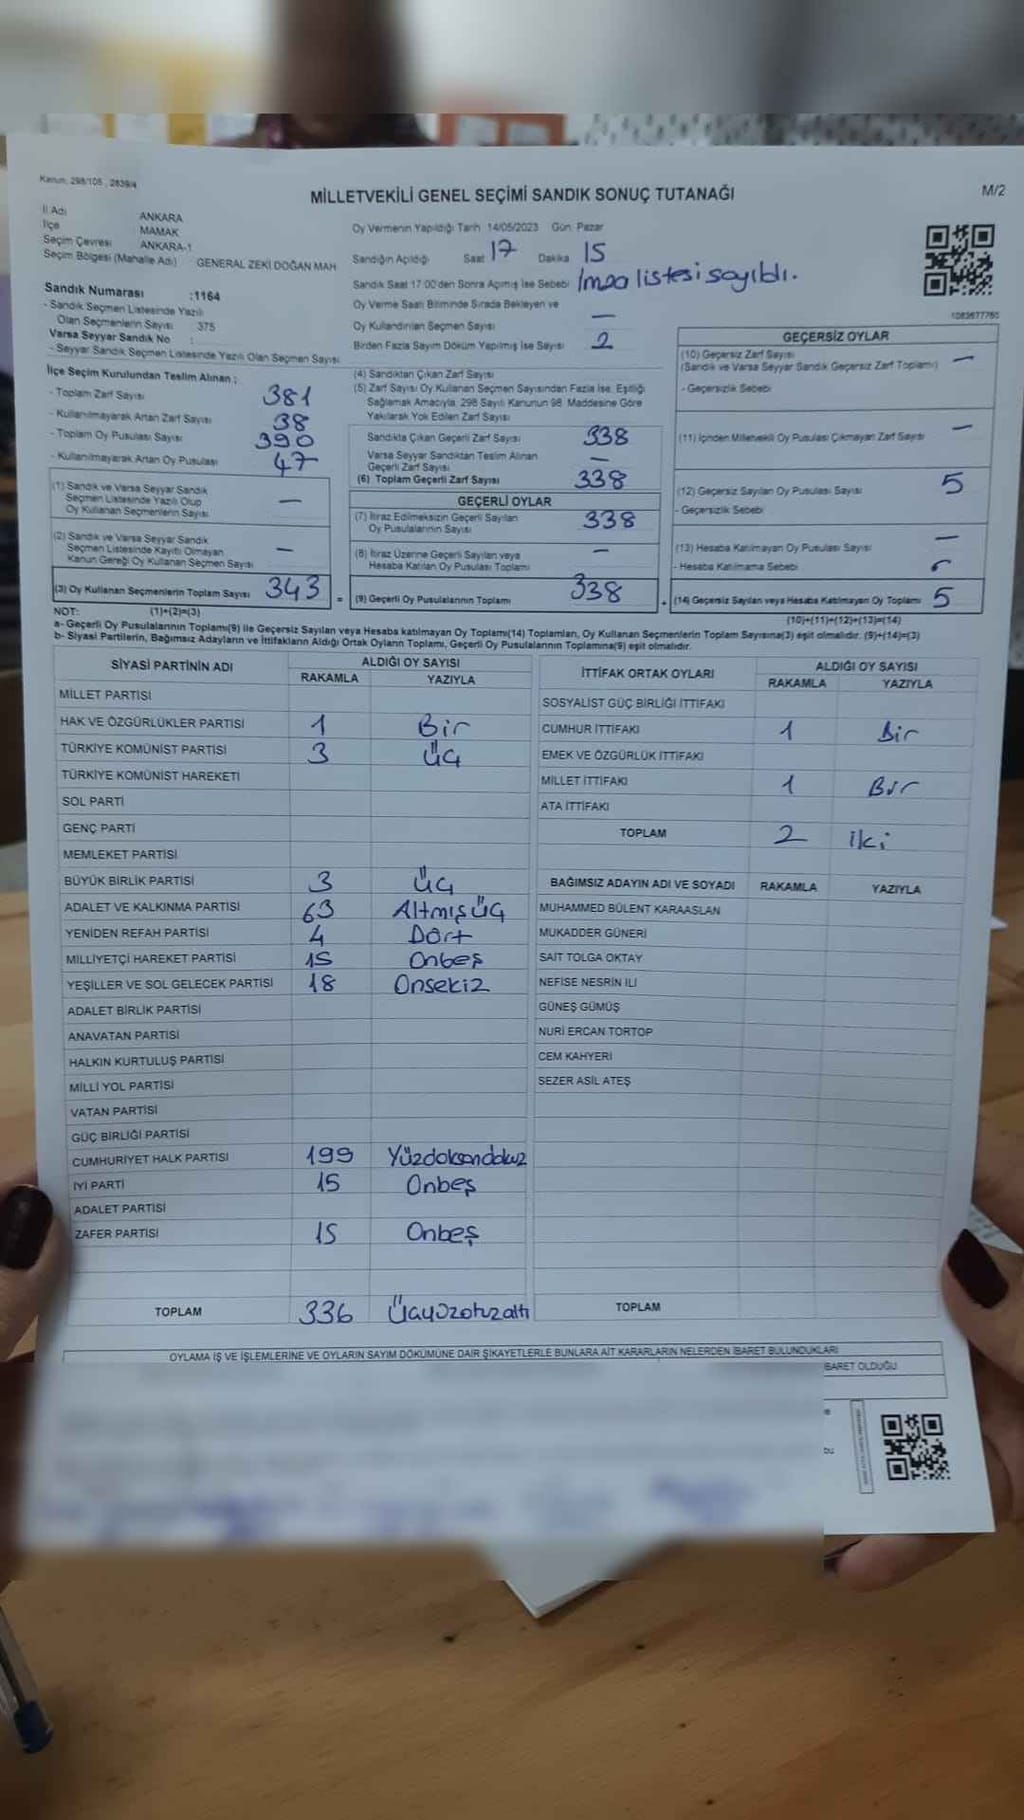 Kanun: 298/105 , 2839/4
MİLLETVEKİLİ GENEL SEÇİMİ SANDIK SONUÇ TUTANAĞI
M/2
İl Adı ANKARA
İlçe MAMAK
Seçim Çevresi ANKARA-1
Seçim Bölgesi (Mahalle Adı) GENERAL ZEKİ DOĞAN MAH
Sandık Numarası :1164
- Sandık Seçmen Listesinde Yazılı
Olan Seçmenlerin Sayısı : 375
Varsa Seyyar Sandık No :
- Seyyar Sandık Seçmen Listesinde Yazılı Olan Seçmen Sayısı
Oy Vermenin Yapıldığı Tarih 14/05/2023 Gün: Pazar
Sandığın Açıldığı Saat 17 Dakika 15
Sandık Saat 17:00'den Sonra Açılmış İse Sebebi İmza listesi sayıldı.
Oy Verme Saati Bitiminde Sırada Bekleyen ve
Oy Kullandırılan Seçmen Sayısı —
Birden Fazla Sayım Döküm Yapılmış İse Sayısı 2
1083677765
İlçe Seçim Kurulundan Teslim Alınan ;
- Toplam Zarf Sayısı 381
- Kullanılmayarak Artan Zarf Sayısı 38
- Toplam Oy Pusulası Sayısı 390
- Kullanılmayarak Artan Oy Pusulası 47
(1) Sandık ve Varsa Seyyar Sandık
Seçmen Listesinde Yazılı Olup
Oy Kullanan Seçmenlerin Sayısı —
(2) Sandık ve Varsa Seyyar Sandık
Seçmen Listesinde Kayıtlı Olmayan
Kanun Gereği Oy Kullanan Seçmen Sayısı —
(3) Oy Kullanan Seçmenlerin Toplam Sayısı 343 =
(4) Sandıktan Çıkan Zarf Sayısı
(5) Zarf Sayısı Oy Kullanan Seçmen Sayısından Fazla İse, Eşitliği
Sağlamak Amacıyla, 298 Sayılı Kanunun 98. Maddesine Göre
Yakılarak Yok Edilen Zarf Sayısı
Sandıkta Çıkan Geçerli Zarf Sayısı 338
Varsa Seyyar Sandıktan Teslim Alınan
Geçerli Zarf Sayısı —
(6) Toplam Geçerli Zarf Sayısı 338
GEÇERLİ OYLAR
(7) İtiraz Edilmeksizin Geçerli Sayılan
Oy Pusulalarının Sayısı 338
(8) İtiraz Üzerine Geçerli Sayılan veya
Hesaba Katılan Oy Pusulası Toplamı —
(9) Geçerli Oy Pusulalarının Toplamı 338 +
GEÇERSİZ OYLAR
(10) Geçersiz Zarf Sayısı —
(Sandık ve Varsa Seyyar Sandık Geçersiz Zarf Toplamı)
- Geçersizlik Sebebi
(11) İçinden Milletvekili Oy Pusulası Çıkmayan Zarf Sayısı —
(12) Geçersiz Sayılan Oy Pusulası Sayısı 5
- Geçersizlik Sebebi
(13) Hesaba Katılmayan Oy Pusulası Sayısı —
- Hesaba Katılmama Sebebi
(14) Geçersiz Sayılan veya Hesaba Katılmayan Oy Toplamı 5
NOT: (1)+(2)=(3)
(10)+(11)+(12)+(13)=(14)
a- Geçerli Oy Pusulalarının Toplamı(9) ile Geçersiz Sayılan veya Hesaba katılmayan Oy Toplamı(14) Toplamları, Oy Kullanan Seçmenlerin Toplam Sayısına(3) eşit olmalıdır. (9)+(14)=(3)
b- Siyasi Partilerin, Bağımsız Adayların ve İttifakların Aldığı Ortak Oyların Toplamı, Geçerli Oy Pusulalarının Toplamına(9) eşit olmalıdır.
SİYASİ PARTİNİN ADI ALDIĞI OY SAYISI
RAKAMLA YAZIYLA
MİLLET PARTİSİ
HAK VE ÖZGÜRLÜKLER PARTİSİ 1 Bir
TÜRKİYE KOMÜNİST PARTİSİ 3 Üç
TÜRKİYE KOMÜNİST HAREKETİ
SOL PARTİ
GENÇ PARTİ
MEMLEKET PARTİSİ
BÜYÜK BİRLİK PARTİSİ 3 Üç
ADALET VE KALKINMA PARTİSİ 63 Altmışüç
YENİDEN REFAH PARTİSİ 4 Dört
MİLLİYETÇİ HAREKET PARTİSİ 15 Onbeş
YEŞİLLER VE SOL GELECEK PARTİSİ 18 Onsekiz
ADALET BİRLİK PARTİSİ
ANAVATAN PARTİSİ
HALKIN KURTULUŞ PARTİSİ
MİLLİ YOL PARTİSİ
VATAN PARTİSİ
GÜÇ BİRLİĞİ PARTİSİ
CUMHURİYET HALK PARTİSİ 199 Yüzdoksandokuz
İYİ PARTİ 15 Onbeş
ADALET PARTİSİ
ZAFER PARTİSİ 15 Onbeş
TOPLAM 336 Üçyüzotuzaltı
İTTİFAK ORTAK OYLARI ALDIĞI OY SAYISI
RAKAMLA YAZIYLA
SOSYALİST GÜÇ BİRLİĞİ İTTİFAKI
CUMHUR İTTİFAKI 1 Bir
EMEK VE ÖZGÜRLÜK İTTİFAKI
MİLLET İTTİFAKI 1 Bir
ATA İTTİFAKI
TOPLAM 2 iki
BAĞIMSIZ ADAYIN ADI VE SOYADI RAKAMLA YAZIYLA
MUHAMMED BÜLENT KARAASLAN
MUKADDER GÜNERİ
SAİT TOLGA OKTAY
NEFİSE NESRİN İLİ
GÜNEŞ GÜMÜŞ
NURİ ERCAN TORTOP
CEM KAHYERİ
SEZER ASİL ATEŞ
TOPLAM
OYLAMA İŞ VE İŞLEMLERİNE VE OYLARIN SAYIM DÖKÜMÜNE DAİR ŞİKAYETLERLE BUNLARA AİT KARARLARIN NELERDEN İBARET BULUNDUKLARI
BARET OLDUĞU